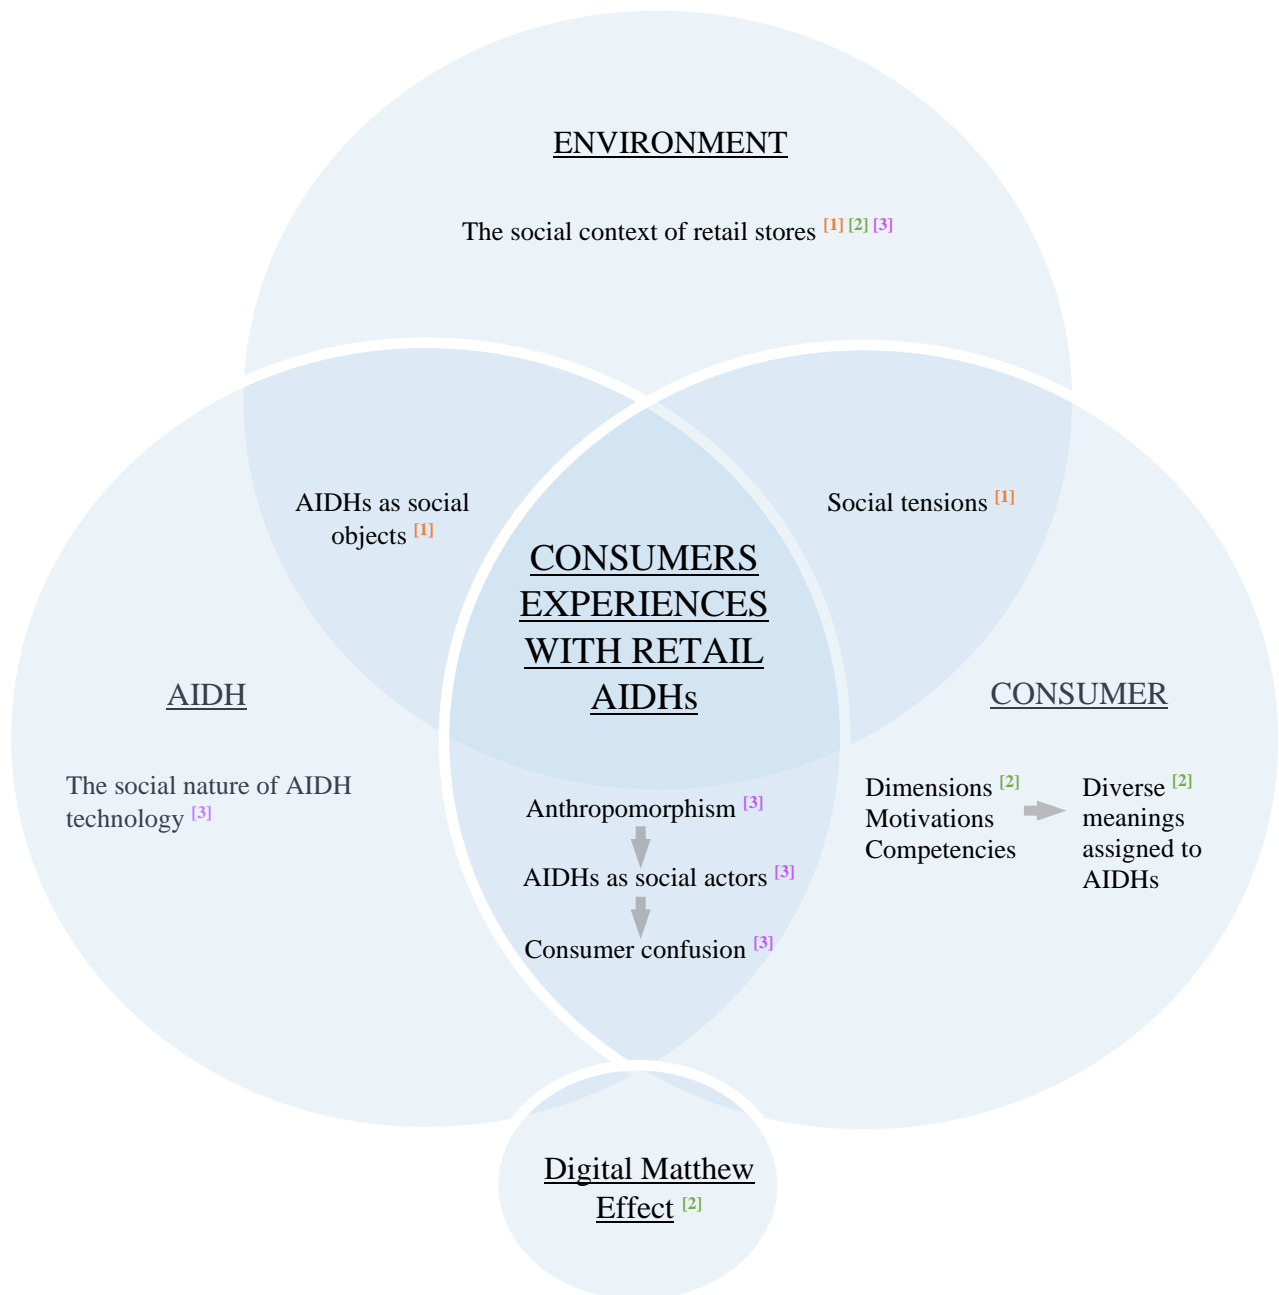 ENVIRONMENT
The social context of retail stores [1] [2] [3]
AIDHs as social
objects [1]
Social tensions [1]
CONSUMERS
EXPERIENCES
WITH RETAIL
AIDHs
AIDH
The social nature of AIDH
technology [3]
CONSUMER
Dimensions [2]
Motivations
Competencies
Diverse [2]
meanings
assigned to
AIDHs
Anthropomorphism [3]
AIDHs as social actors [3]
Consumer confusion [3]
Digital Matthew
Effect [2]